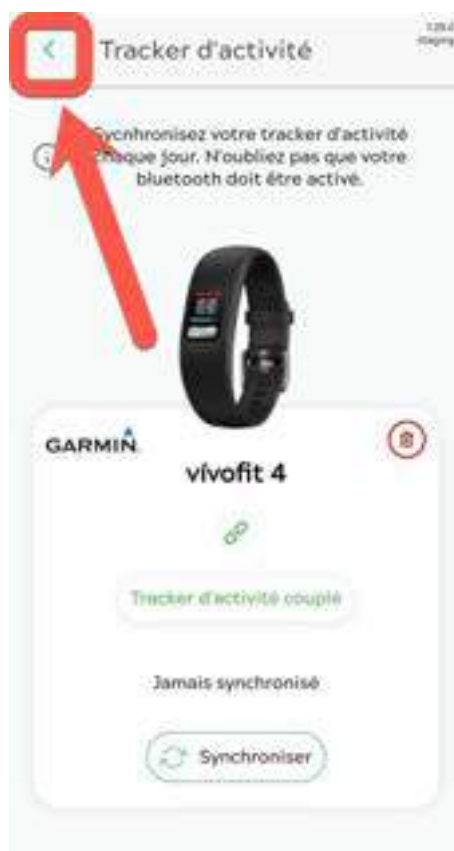 Tracker d'activité
Sycnhronisez votre tracker d'activité
chaque jour. N'oubliez pas que votre
bluetooth doit être activé.
GARMIN
vívofit 4
Tracker d'activité couplé
Jamais synchronisé
Synchroniser